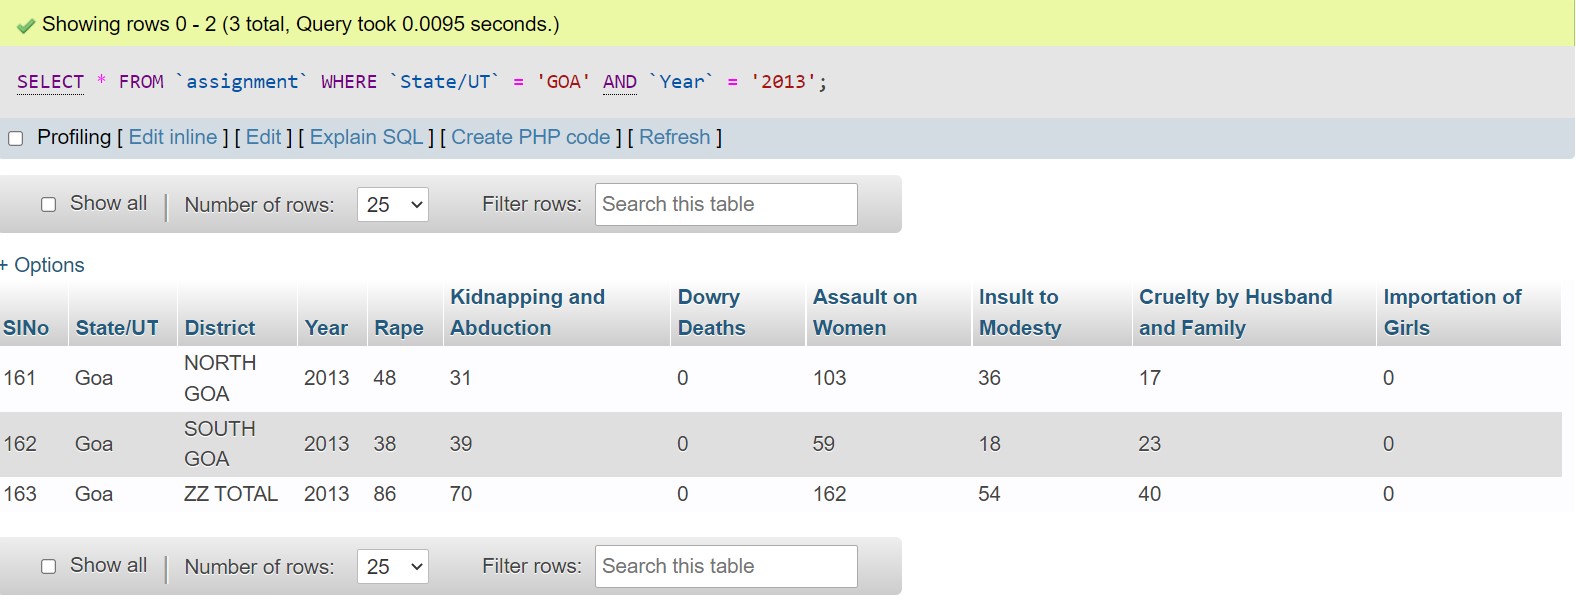 Showing rows 0 - 2 (3 total, Query took 0.0095 seconds.)
SELECT * FROM `assignment` WHERE `State/UT` = 'GOA' AND `Year` = '2013';
Profiling [ Edit inline ] [ Edit ] [ Explain SQL ] [ Create PHP code ] [ Refresh ]
Show all Number of rows: 25 Filter rows: Search this table
+ Options
SlNo State/UT District Year Rape Kidnapping and Abduction Dowry Deaths Assault on Women Insult to Modesty Cruelty by Husband and Family Importation of Girls
161 Goa NORTH GOA 2013 48 31 0 103 36 17 0
162 Goa SOUTH GOA 2013 38 39 0 59 18 23 0
163 Goa ZZ TOTAL 2013 86 70 0 162 54 40 0
Show all Number of rows: 25 Filter rows: Search this table